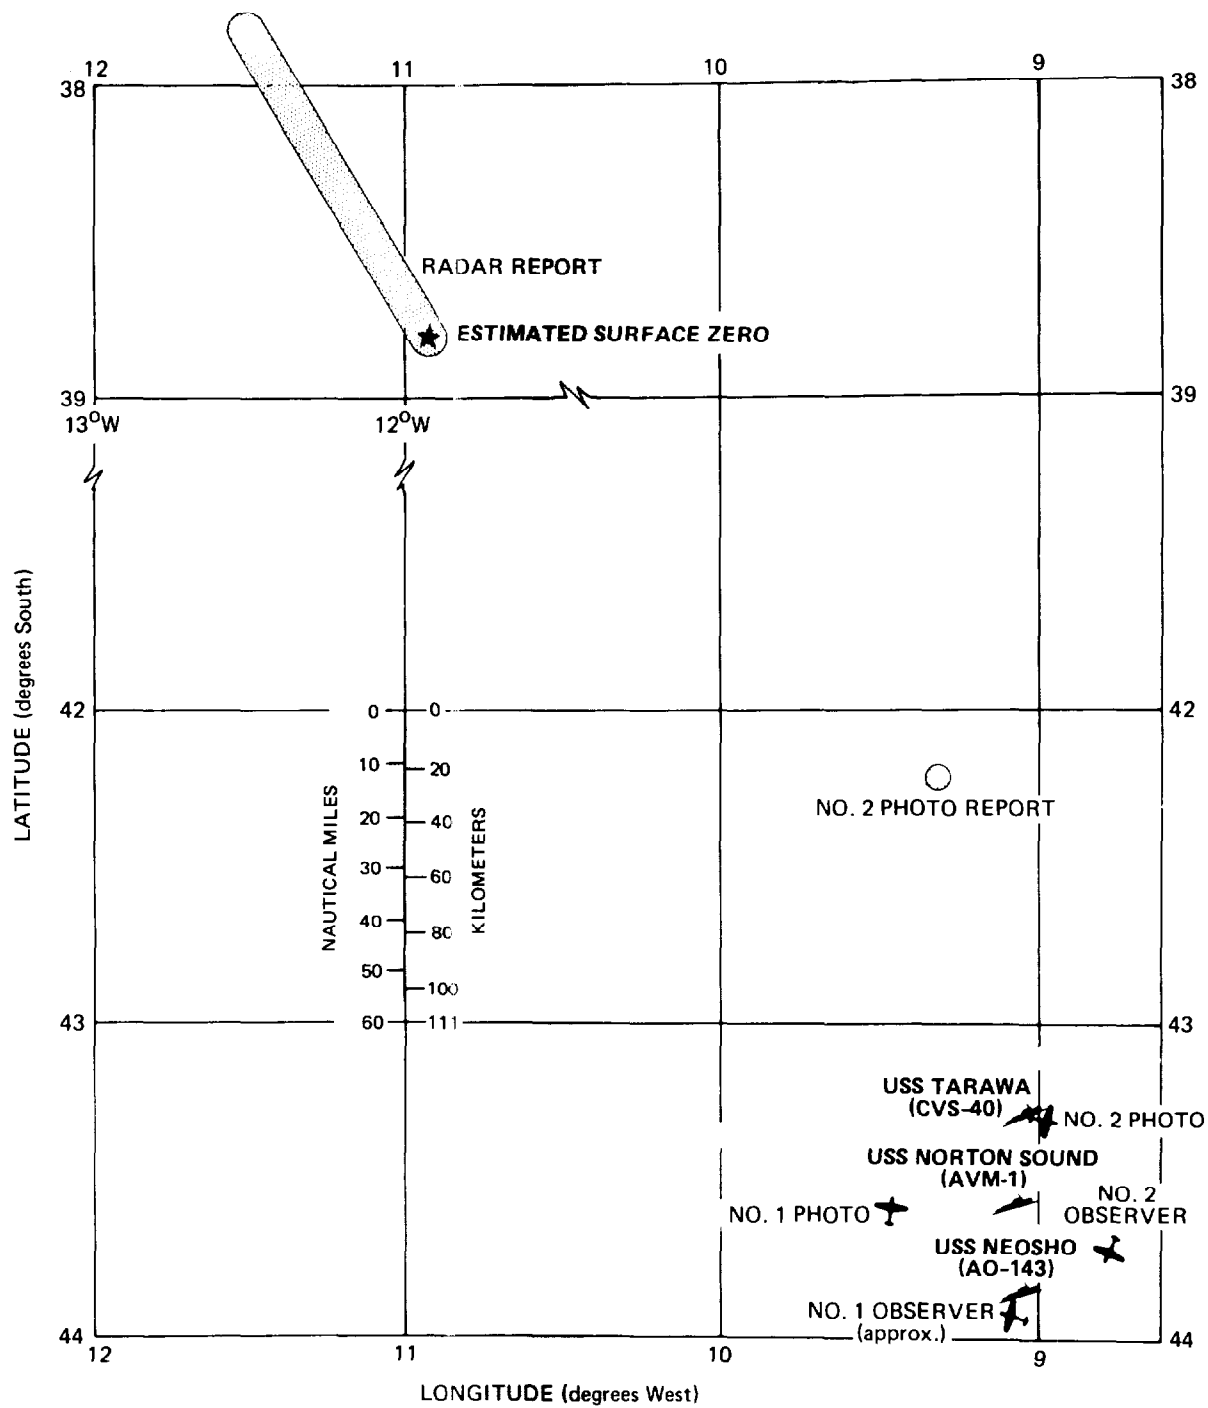 12
11
10
9
38
38
RADAR REPORT
ESTIMATED SURFACE ZERO
39
39
13°W
12°W
LATITUDE (degrees South)
42
42
NAUTICAL MILES
0
10
20
30
40
50
60
0
20
40
60
80
100
111
KILOMETERS
NO. 2 PHOTO REPORT
43
43
USS TARAWA
(CVS-40)
NO. 2 PHOTO
USS NORTON SOUND
(AVM-1)
NO. 1 PHOTO
NO. 2
OBSERVER
USS NEOSHO
(AO-143)
NO. 1 OBSERVER
(approx.)
44
44
12
11
10
9
LONGITUDE (degrees West)